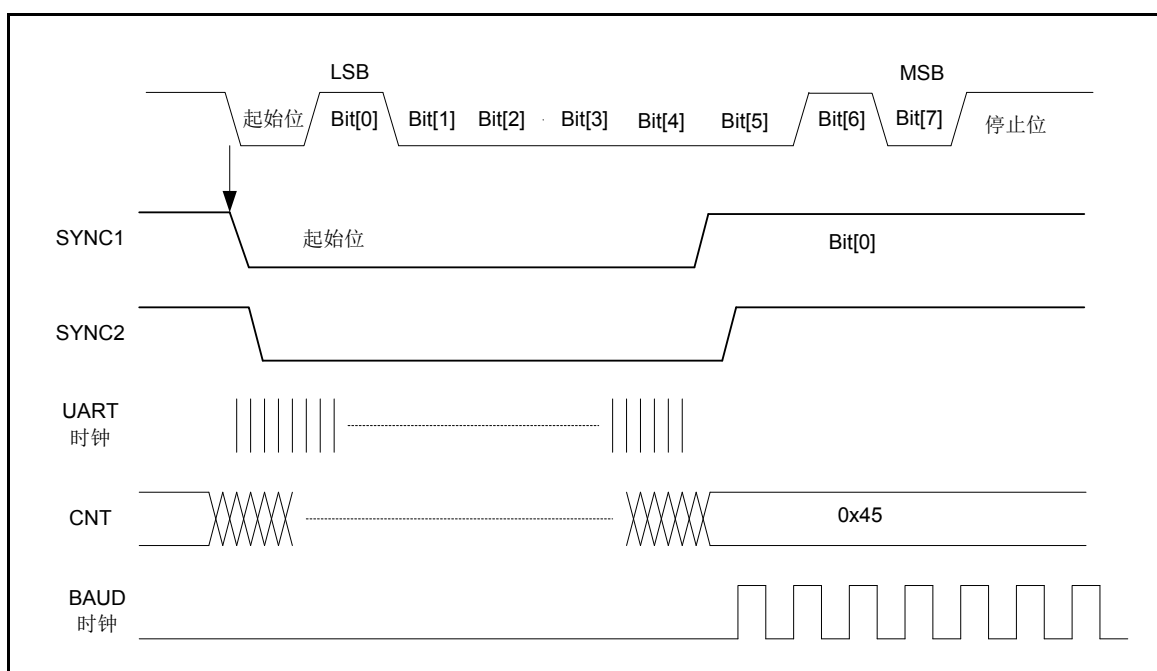 LSB MSB
起始位 Bit[0] Bit[1] Bit[2] Bit[3] Bit[4] Bit[5] Bit[6] Bit[7] 停止位
SYNC1 起始位 Bit[0]
SYNC2
UART
时钟
CNT 0x45
BAUD
时钟